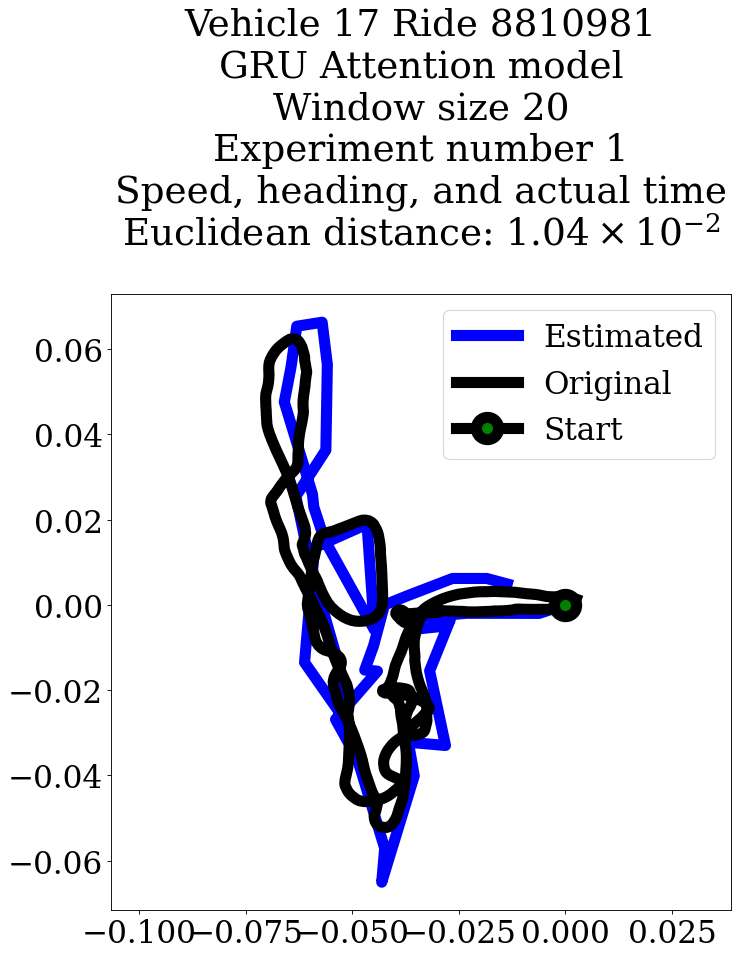 Vehicle 17 Ride 8810981
GRU Attention model
Window size 20
Experiment number 1
Speed, heading, and actual time
Euclidean distance: 1.04 × 10⁻²
Estimated
Original
Start
0.06
0.04
0.02
0.00
−0.02
−0.04
−0.06
−0.100 −0.075 −0.050 −0.025 0.000 0.025